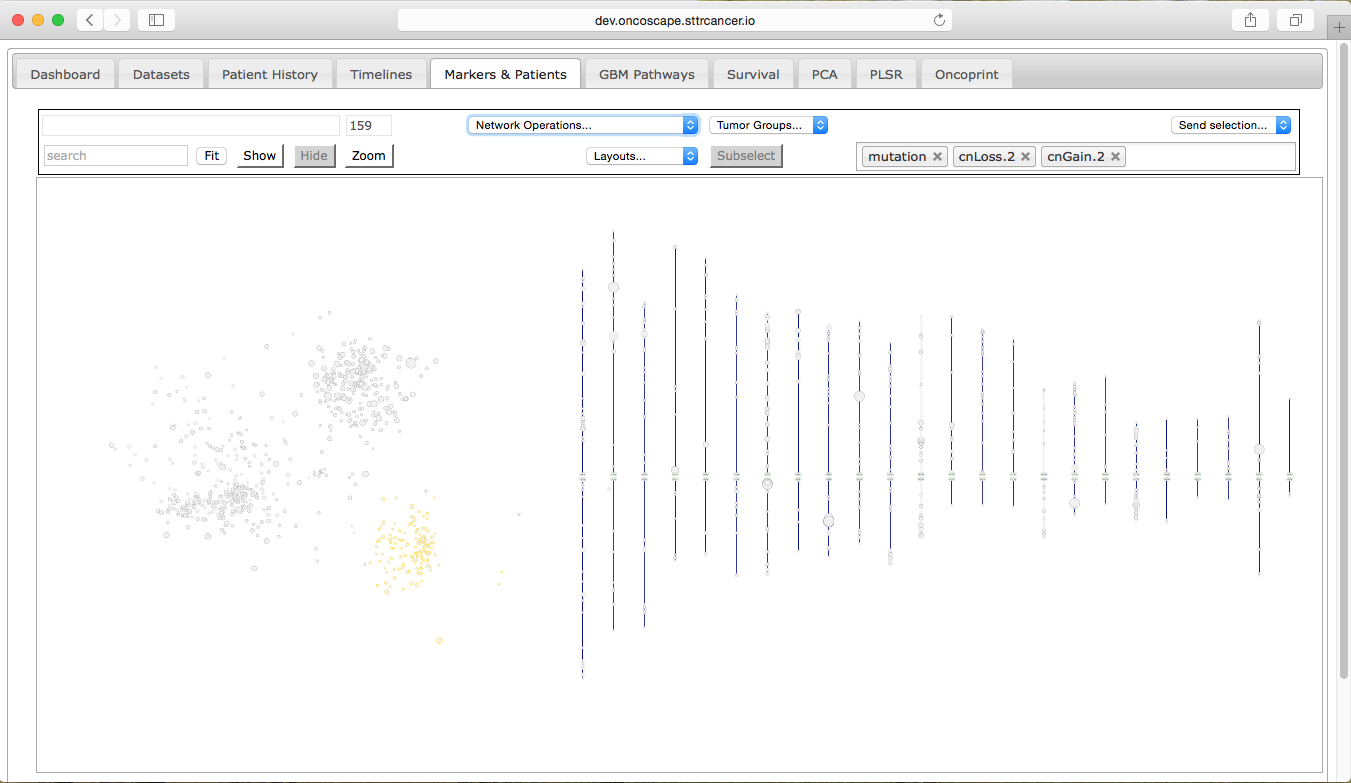 dev.oncoscape.sttrcancer.io
Dashboard Datasets Patient History Timelines Markers & Patients GBM Pathways Survival PCA PLSR Oncoprint
159 Network Operations... Tumor Groups... Send selection...
search Fit Show Hide Zoom Layouts... Subselect mutation cnLoss.2 cnGain.2